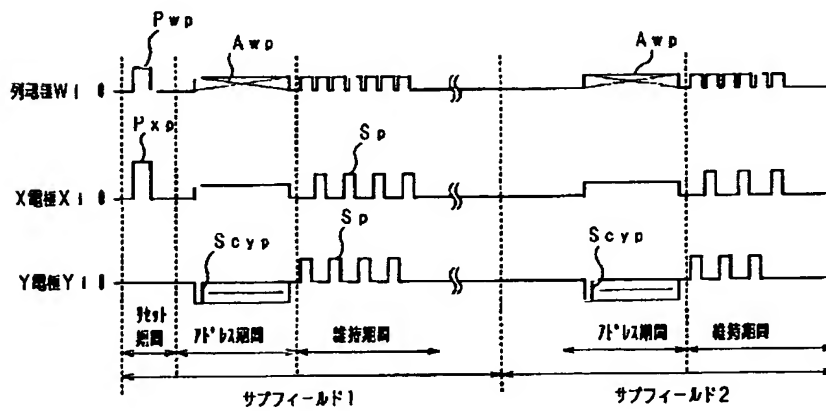 Pwp
Awp
Awp
列電極Wi 0
Pxp
Sp
X電極Xi 0
Scyp
Sp
Scyp
Y電極Yi 0
リセット
期間
アドレス期間
維持期間
アドレス期間
維持期間
サブフィールド1
サブフィールド2